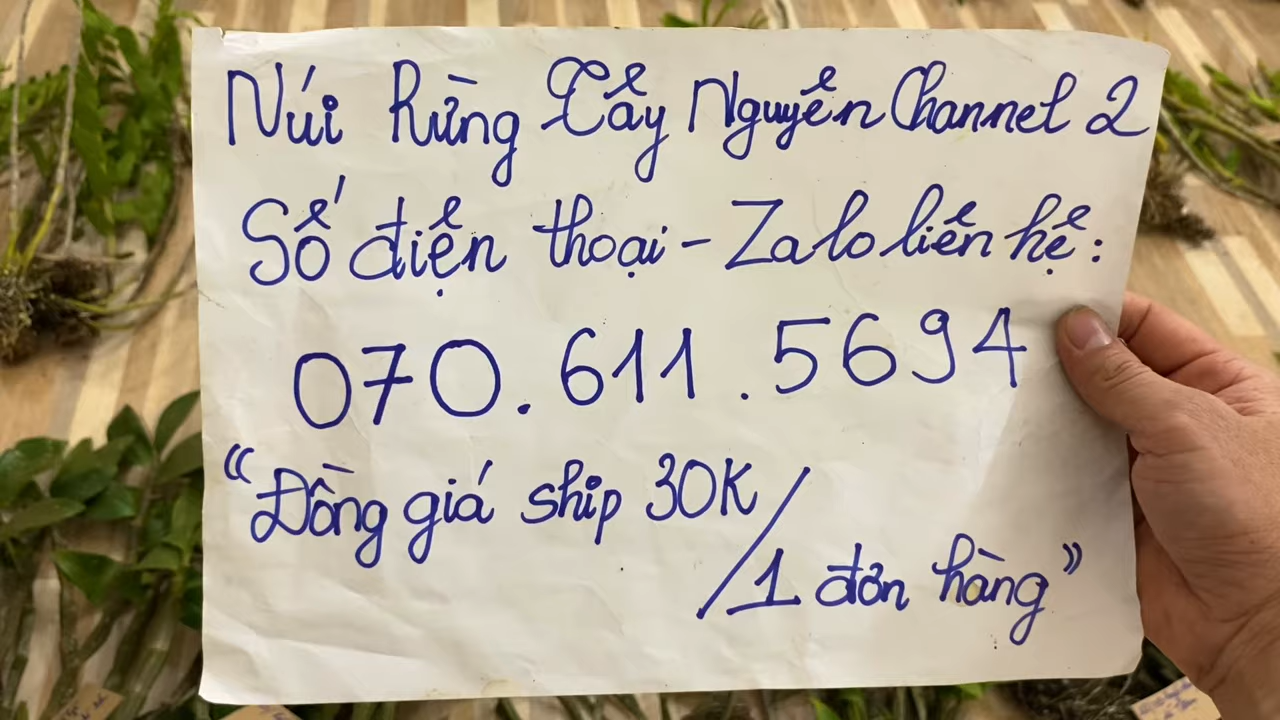 Núi Rừng Tây Nguyên Channel 2
Số điện thoại - Zalo liên hệ:
070.611.5694
"Đồng giá ship 30K
/1 đơn hàng"